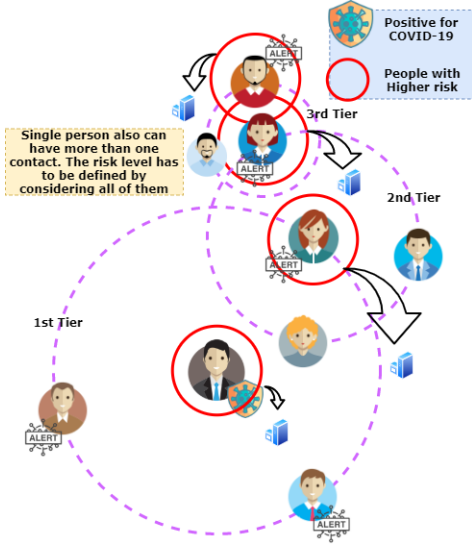 Positive for
COVID-19
People with
Higher risk
ALERT
3rd Tier
Single person also can
have more than one
contact. The risk level has
to be defined by
considering all of them
ALERT
2nd Tier
ALERT
1st Tier
ALERT
ALERT